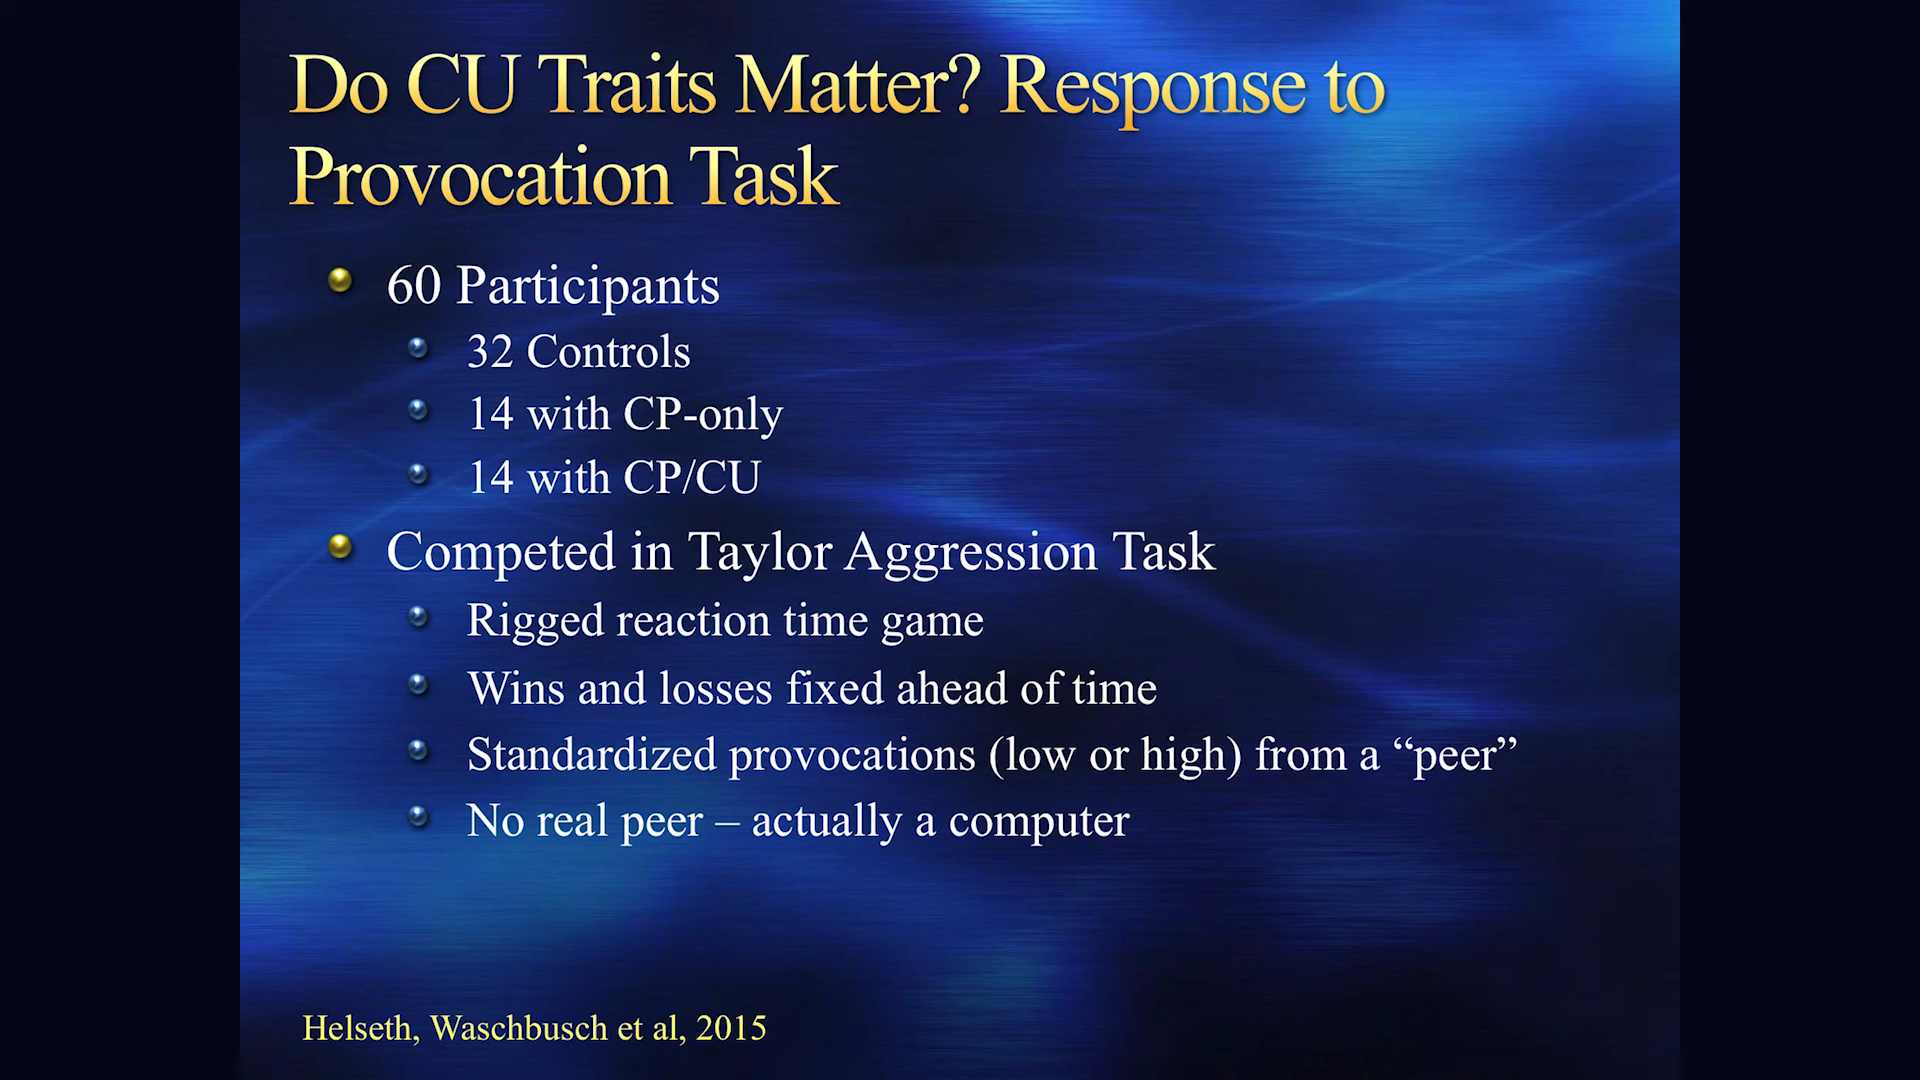 Do CU Traits Matter? Response to
Provocation Task
60 Participants
32 Controls
14 with CP-only
14 with CP/CU
Competed in Taylor Aggression Task
Rigged reaction time game
Wins and losses fixed ahead of time
Standardized provocations (low or high) from a “peer”
No real peer – actually a computer
Helseth, Waschbusch et al, 2015